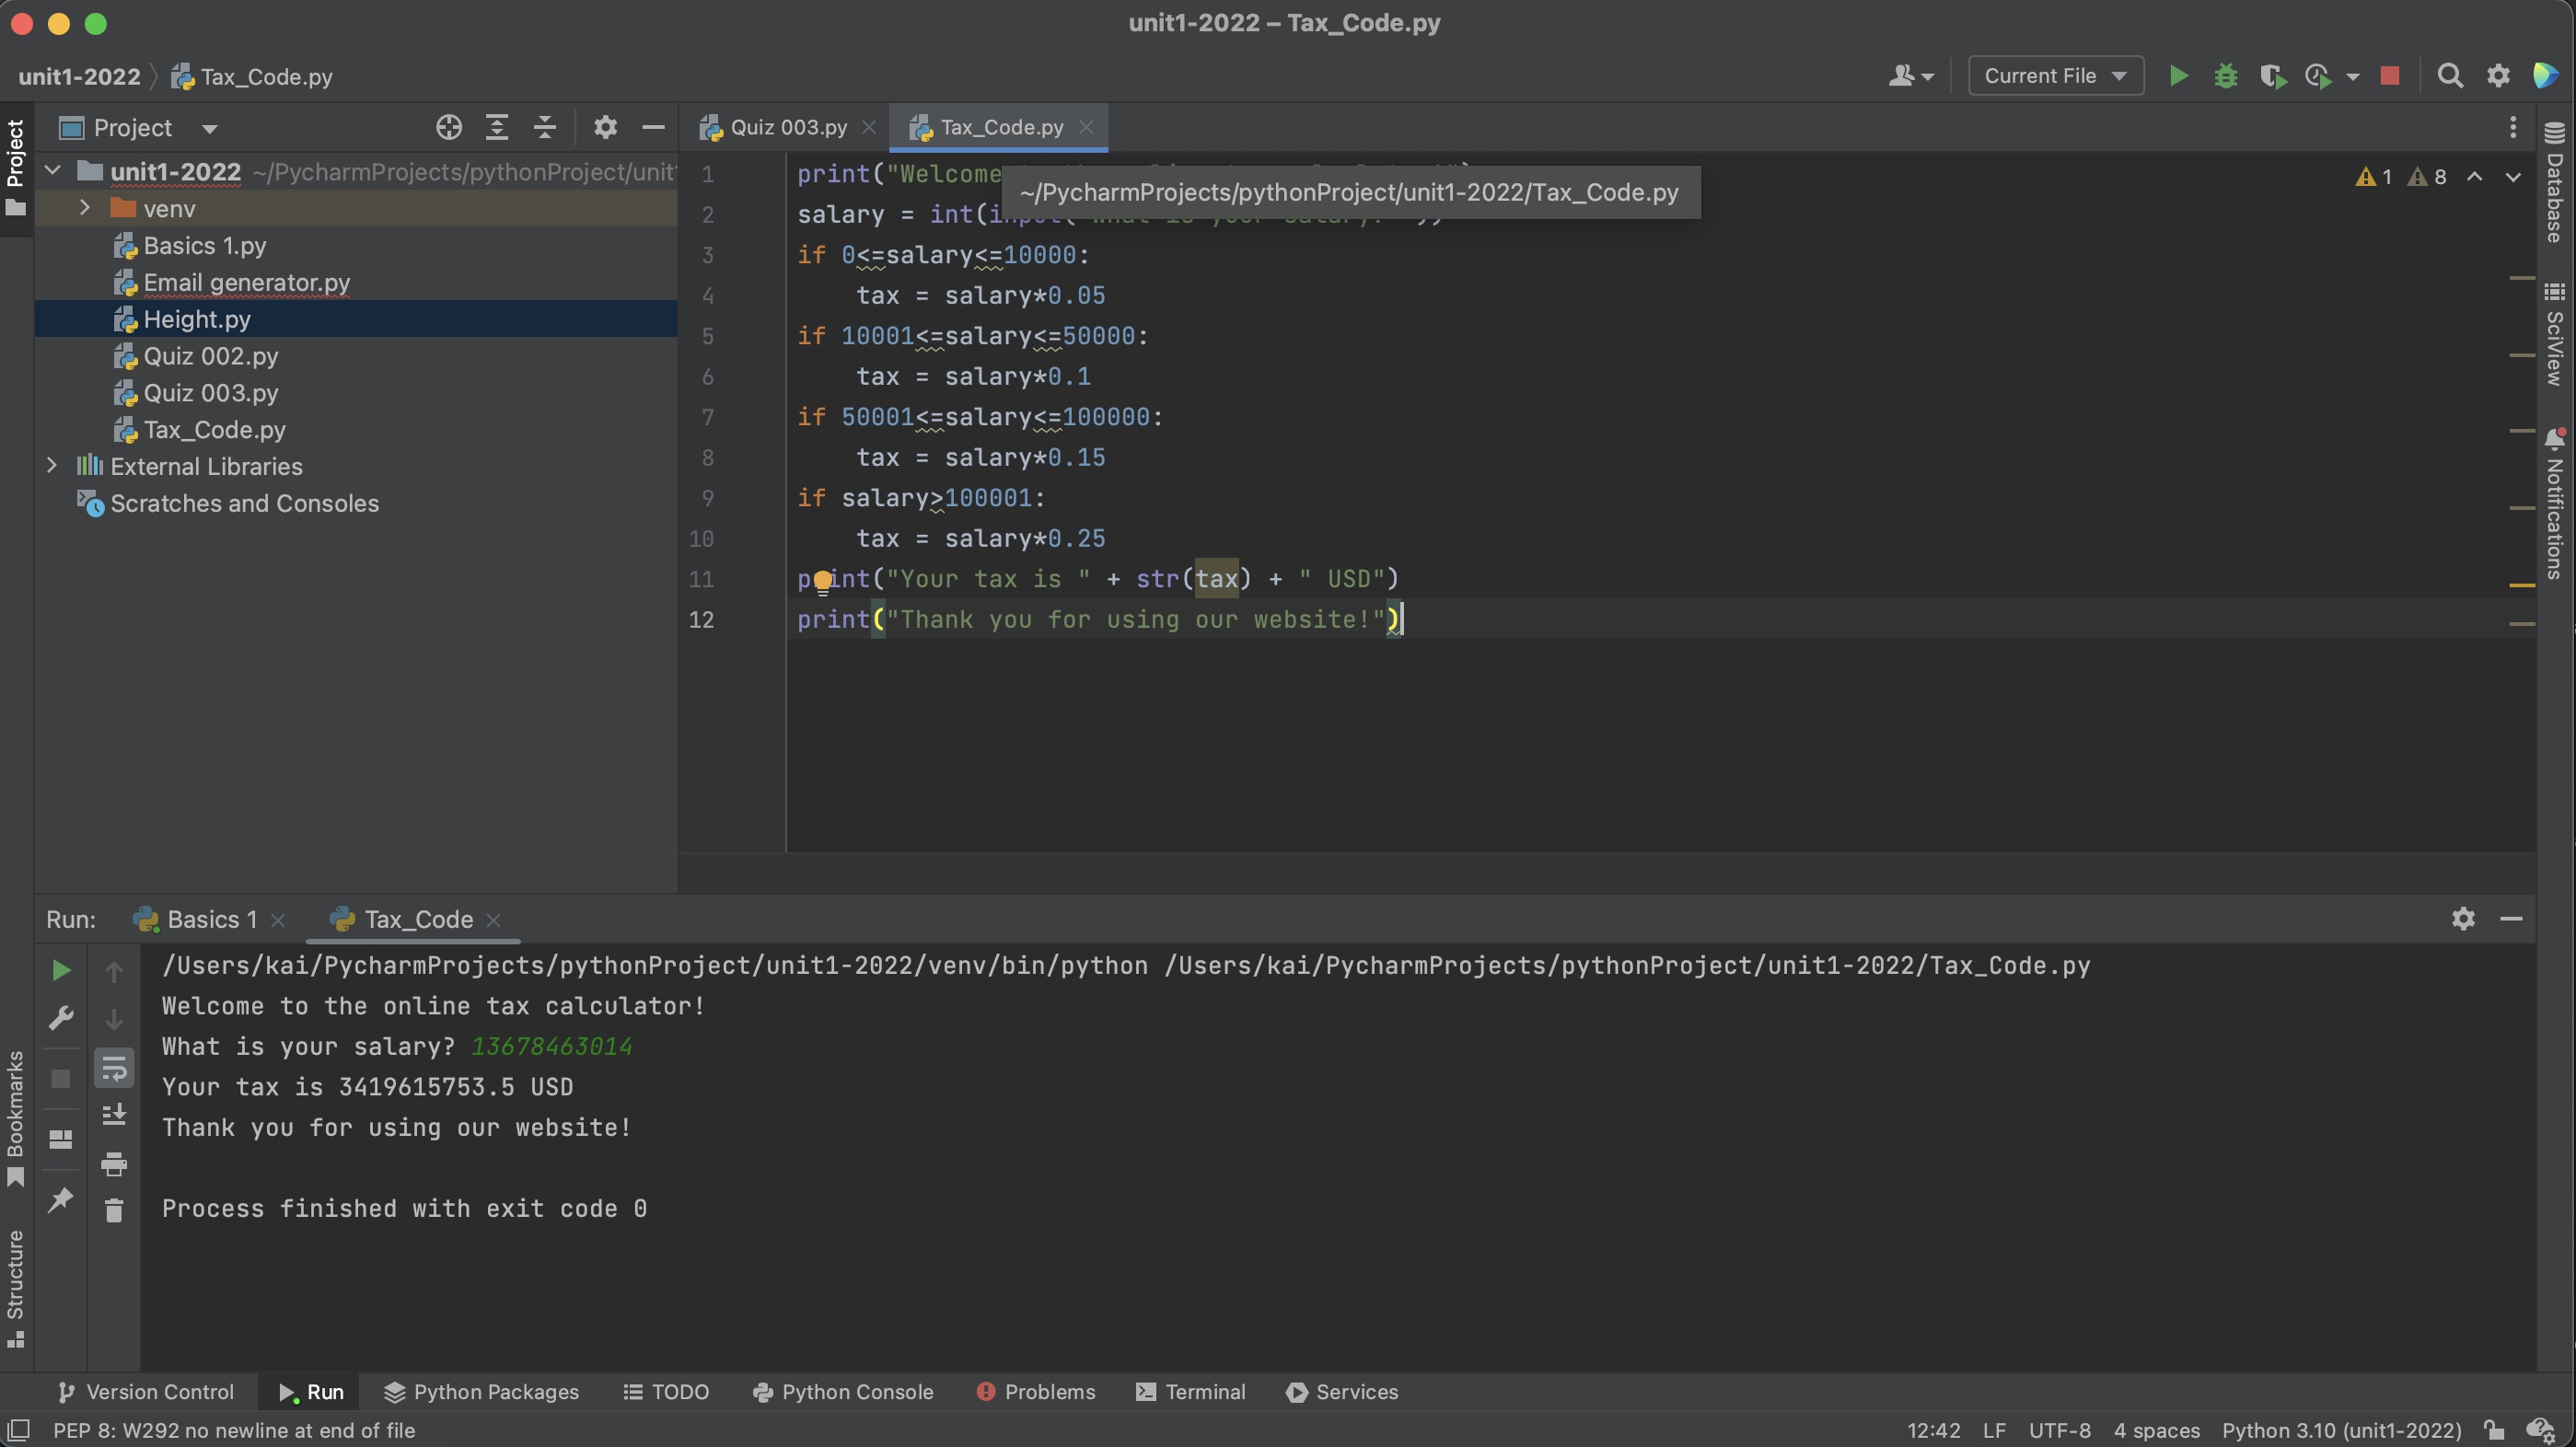 unit1-2022 – Tax_Code.py
unit1-2022 Tax_Code.py
Current File
Project
Project
Quiz 003.py
Tax_Code.py
unit1-2022 ~/PycharmProjects/pythonProject/unit1
venv
Basics 1.py
Email generator.py
Height.py
Quiz 002.py
Quiz 003.py
Tax_Code.py
External Libraries
Scratches and Consoles
~/PycharmProjects/pythonProject/unit1-2022/Tax_Code.py
1 8
1 print("Welcome
2 salary = int(input("What is your salary? "))
3 if 0<=salary<=10000:
4 tax = salary*0.05
5 if 10001<=salary<=50000:
6 tax = salary*0.1
7 if 50001<=salary<=100000:
8 tax = salary*0.15
9 if salary>100001:
10 tax = salary*0.25
11 print("Your tax is " + str(tax) + " USD")
12 print("Thank you for using our website!")
Database
SciView
Notifications
Run:
Basics 1
Tax_Code
/Users/kai/PycharmProjects/pythonProject/unit1-2022/venv/bin/python /Users/kai/PycharmProjects/pythonProject/unit1-2022/Tax_Code.py
Welcome to the online tax calculator!
What is your salary? 13678463014
Your tax is 3419615753.5 USD
Thank you for using our website!
Process finished with exit code 0
Bookmarks
Structure
Version Control
Run
Python Packages
TODO
Python Console
Problems
Terminal
Services
PEP 8: W292 no newline at end of file
12:42 LF UTF-8 4 spaces Python 3.10 (unit1-2022)